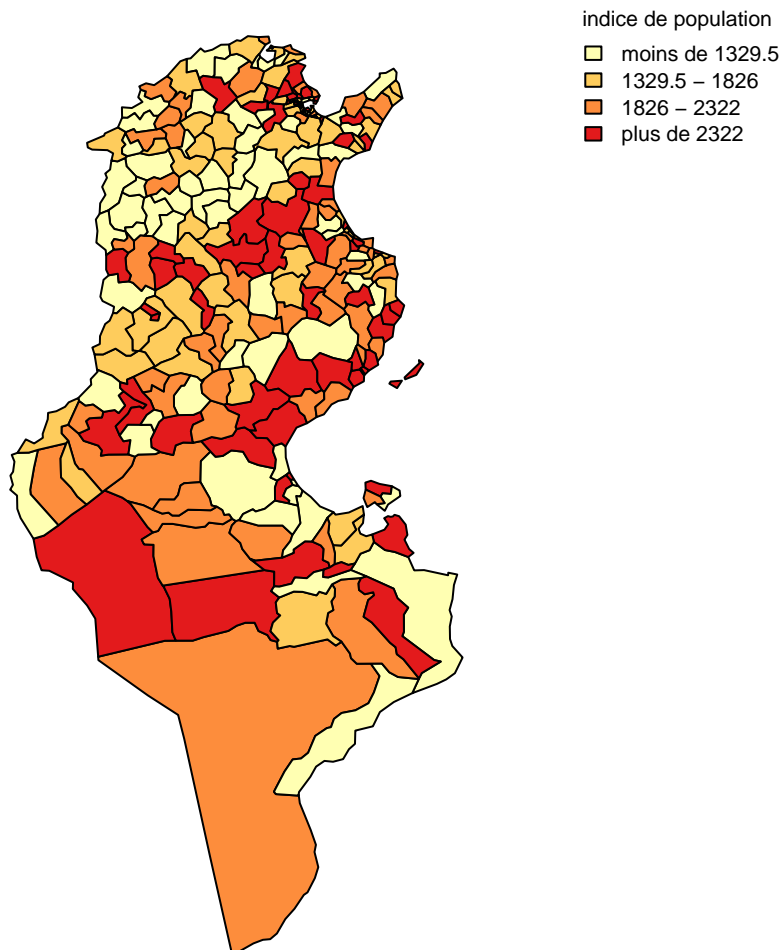 indice de population
moins de 1329.5
1329.5 − 1826
1826 − 2322
plus de 2322